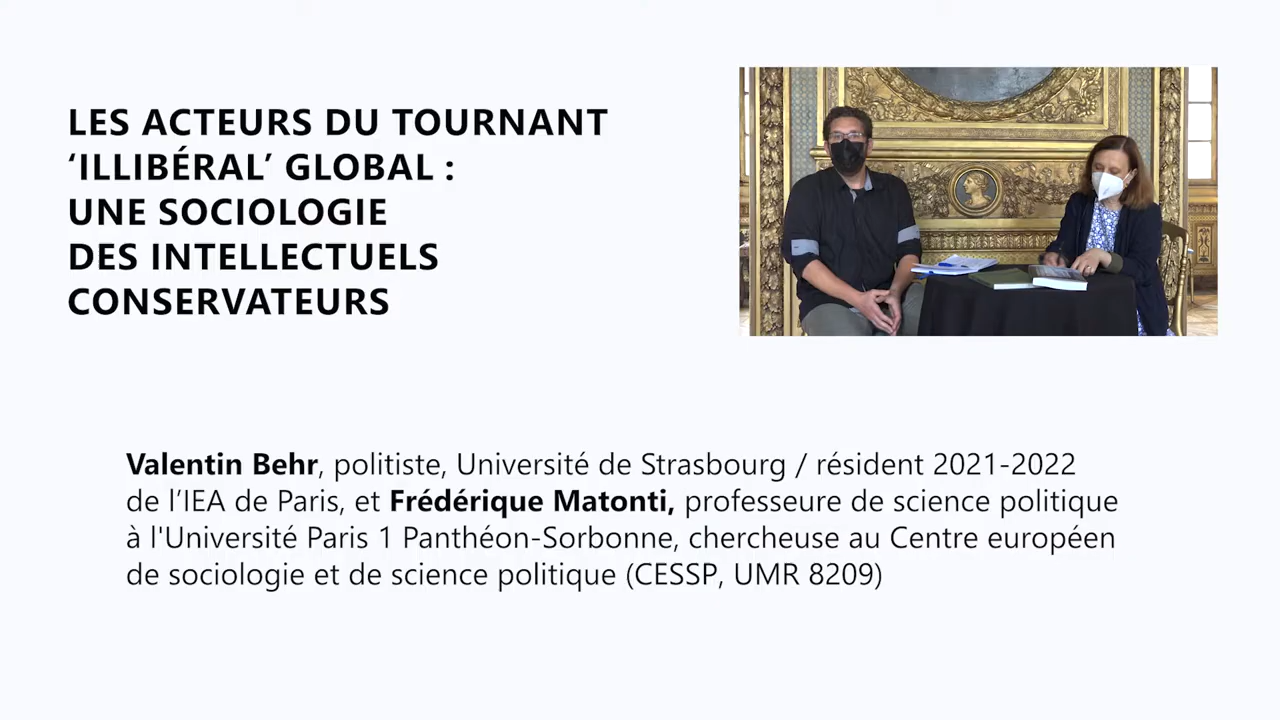 LES ACTEURS DU TOURNANT
‘ILLIBÉRAL’ GLOBAL :
UNE SOCIOLOGIE
DES INTELLECTUELS
CONSERVATEURS
Valentin Behr, politiste, Université de Strasbourg / résident 2021-2022
de l’IEA de Paris, et Frédérique Matonti, professeure de science politique
à l'Université Paris 1 Panthéon-Sorbonne, chercheuse au Centre européen
de sociologie et de science politique (CESSP, UMR 8209)